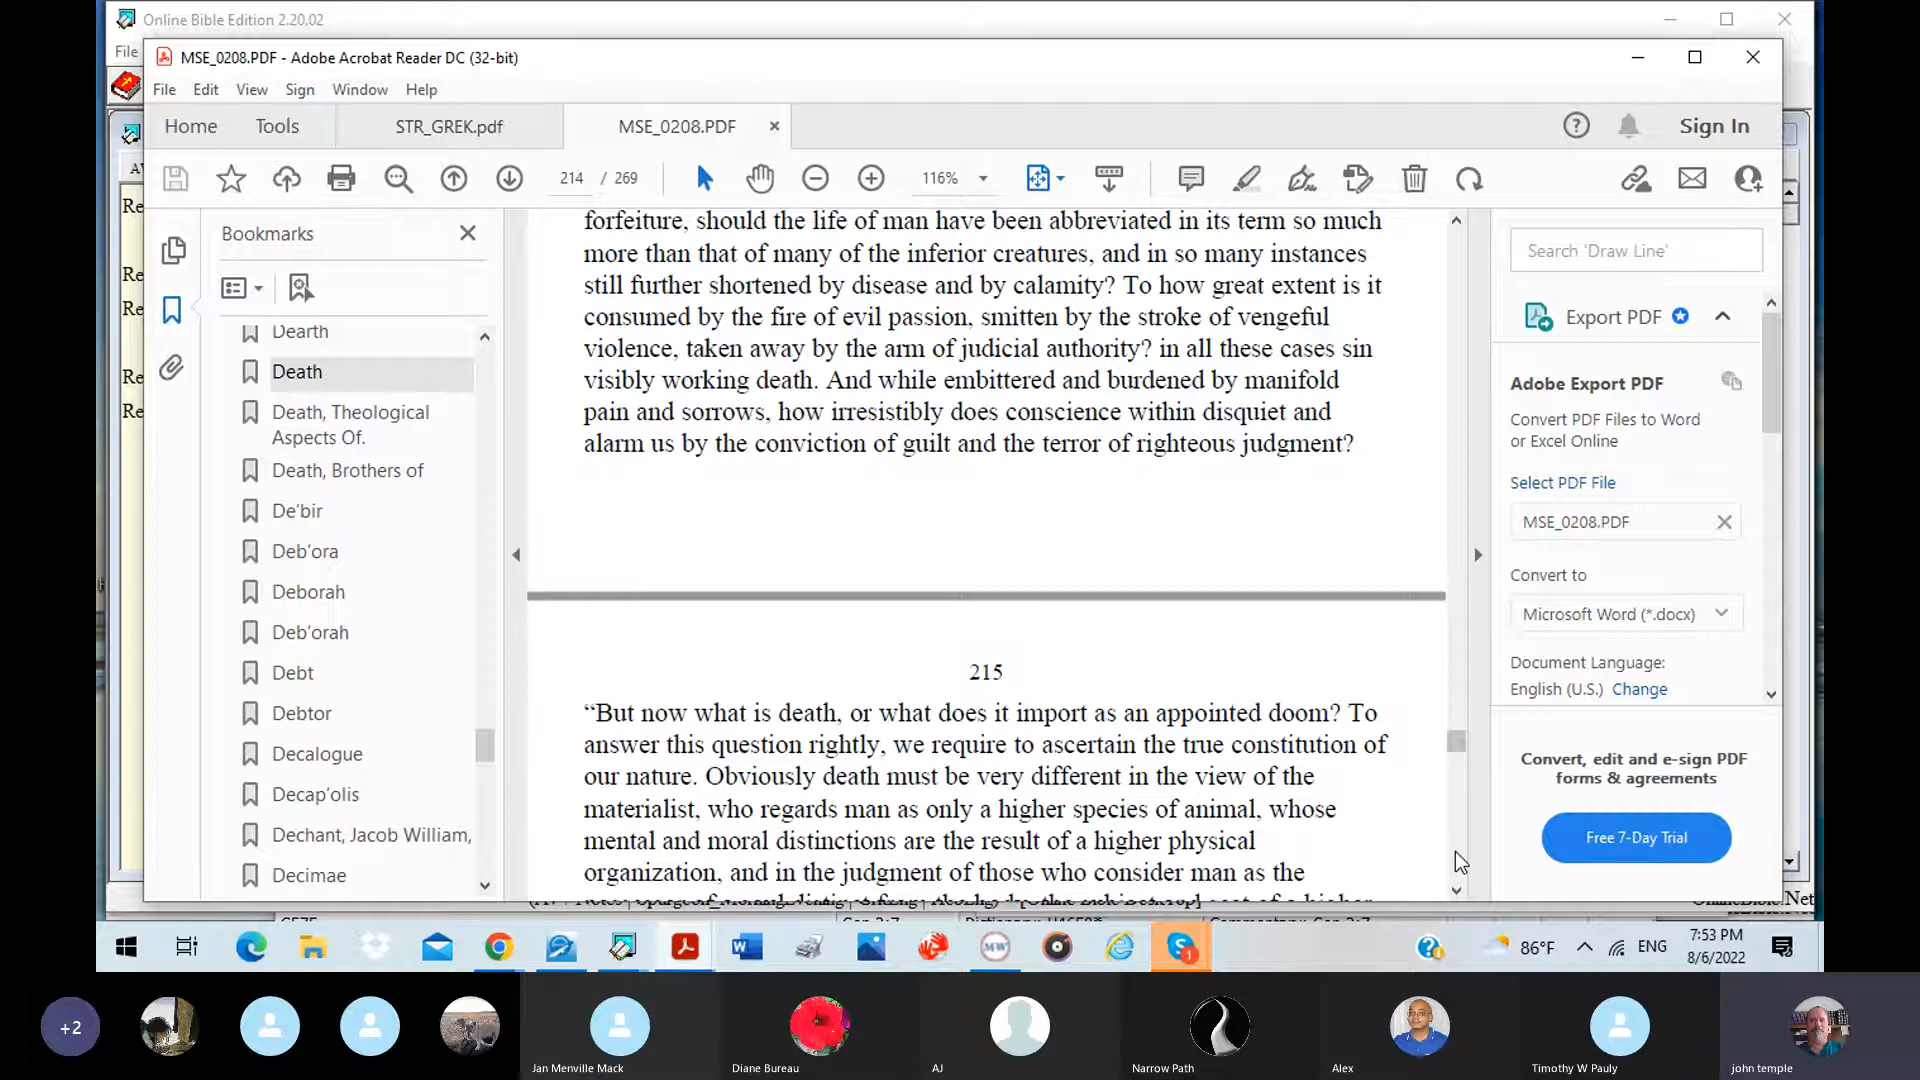 Online Bible Edition 2.20.02
File
MSE_0208.PDF - Adobe Acrobat Reader DC (32-bit)
File Edit View Sign Window Help
Home Tools STR_GREK.pdf MSE_0208.PDF Sign In
214 / 269 116%
Re
Re
Re
Re
Re
Bookmarks
Dearth
Death
Death, Theological
Aspects Of.
Death, Brothers of
De'bir
Deb'ora
Deborah
Deb'orah
Debt
Debtor
Decalogue
Decap'olis
Dechant, Jacob William,
Decimae
forfeiture, should the life of man have been abbreviated in its term so much
more than that of many of the inferior creatures, and in so many instances
still further shortened by disease and by calamity? To how great extent is it
consumed by the fire of evil passion, smitten by the stroke of vengeful
violence, taken away by the arm of judicial authority? in all these cases sin
visibly working death. And while embittered and burdened by manifold
pain and sorrows, how irresistibly does conscience within disquiet and
alarm us by the conviction of guilt and the terror of righteous judgment?
215
“But now what is death, or what does it import as an appointed doom? To
answer this question rightly, we require to ascertain the true constitution of
our nature. Obviously death must be very different in the view of the
materialist, who regards man as only a higher species of animal, whose
mental and moral distinctions are the result of a higher physical
organization, and in the judgment of those who consider man as the
Search 'Draw Line'
Export PDF
Adobe Export PDF
Convert PDF Files to Word
or Excel Online
Select PDF File
MSE_0208.PDF
Convert to
Microsoft Word (*.docx)
Document Language:
English (U.S.) Change
Convert, edit and e-sign PDF
forms & agreements
Free 7-Day Trial
86°F
ENG
7:53 PM
8/6/2022
+2
Jan Menville Mack
Diane Bureau
AJ
Narrow Path
Alex
Timothy W Pauly
john temple